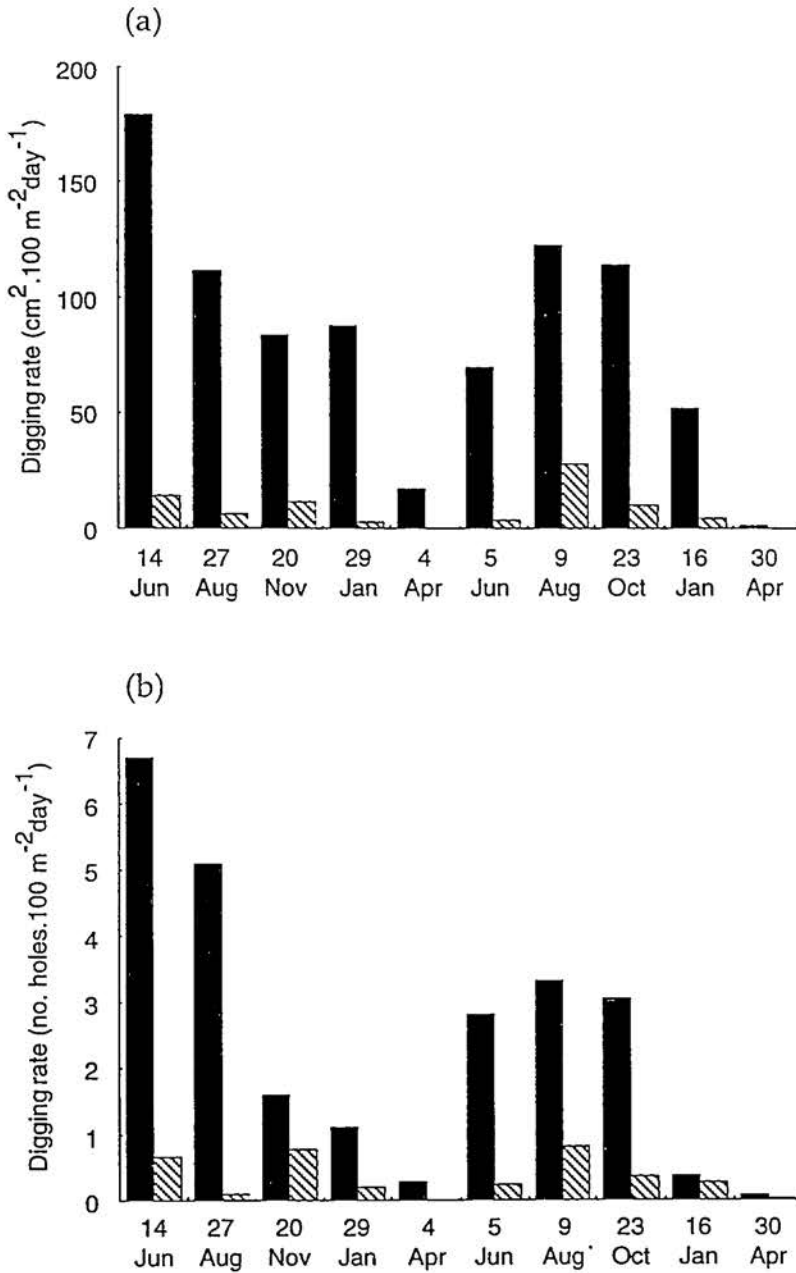 (a)
Digging rate (cm².100 m⁻²day⁻¹)
200
150
100
50
0
14 27 20 29 4 5 9 23 16 30
Jun Aug Nov Jan Apr Jun Aug Oct Jan Apr
(b)
Digging rate (no. holes.100 m⁻²day⁻¹)
7
6
5
4
3
2
1
0
14 27 20 29 4 5 9 23 16 30
Jun Aug Nov Jan Apr Jun Aug Oct Jan Apr